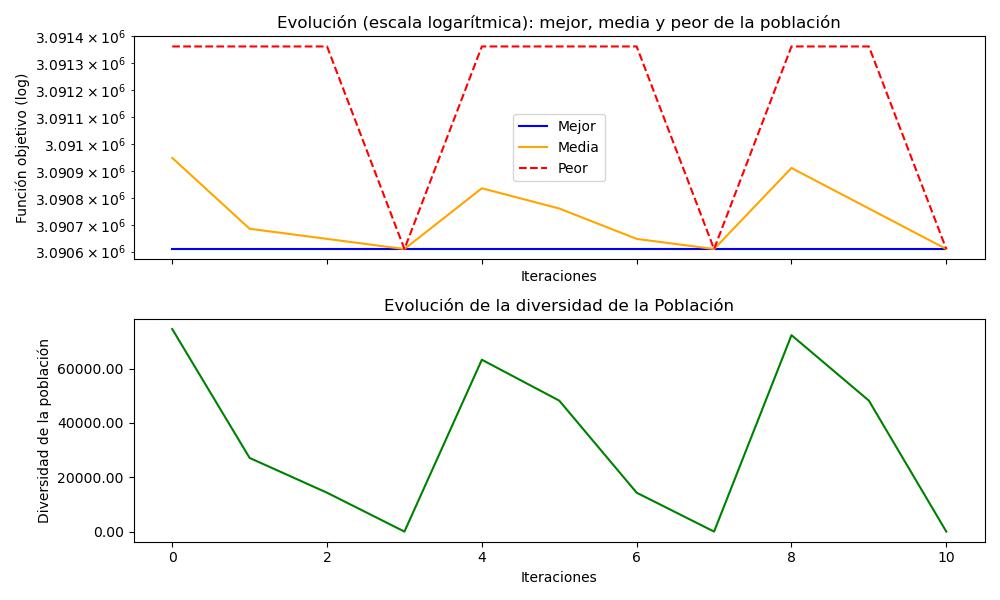 Evolución (escala logarítmica): mejor, media y peor de la población
3.0914 × 10⁶
3.0913 × 10⁶
3.0912 × 10⁶
3.0911 × 10⁶
3.091 × 10⁶
3.0909 × 10⁶
3.0908 × 10⁶
3.0907 × 10⁶
3.0906 × 10⁶
Función objetivo (log)
Mejor
Media
Peor
Iteraciones
Evolución de la diversidad de la Población
60000.00
40000.00
20000.00
0.00
Diversidad de la población
0 2 4 6 8 10
Iteraciones